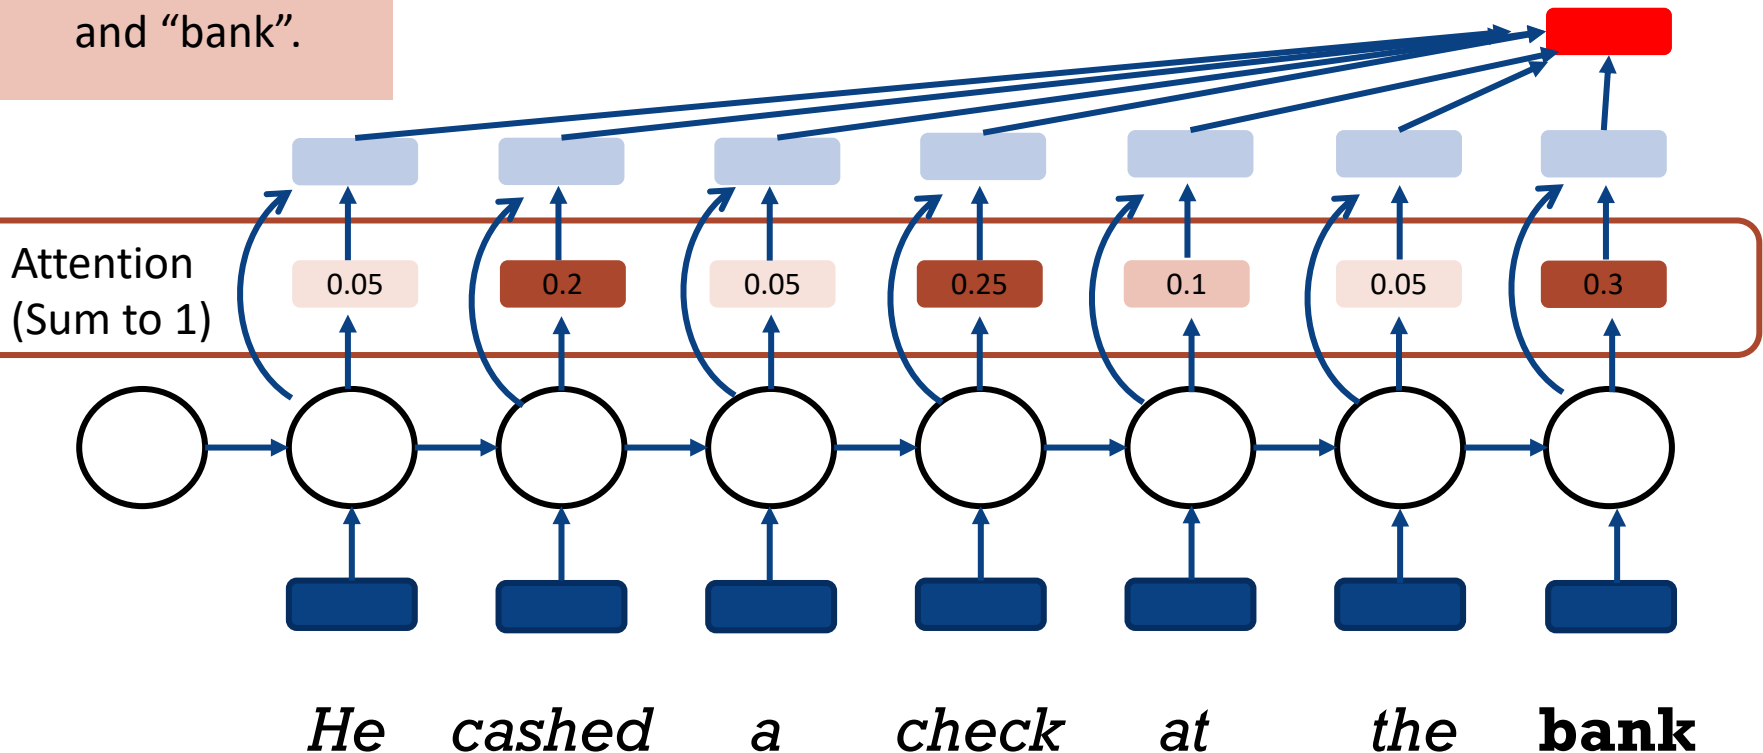 and “bank”.
Attention
(Sum to 1)
0.05 0.2 0.05 0.25 0.1 0.05 0.3
He cashed a check at the bank